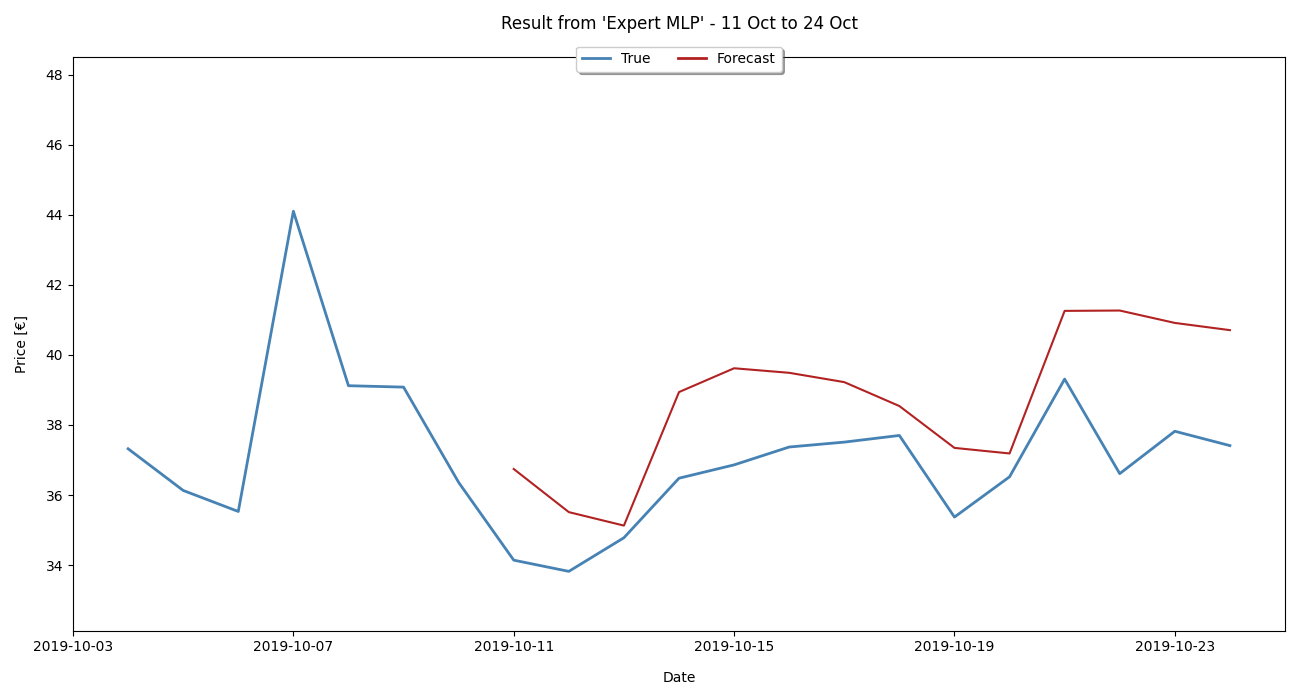 Result from 'Expert MLP' - 11 Oct to 24 Oct
True Forecast
48
46
44
42
40
38
36
34
Price [€]
2019-10-03 2019-10-07 2019-10-11 2019-10-15 2019-10-19 2019-10-23
Date